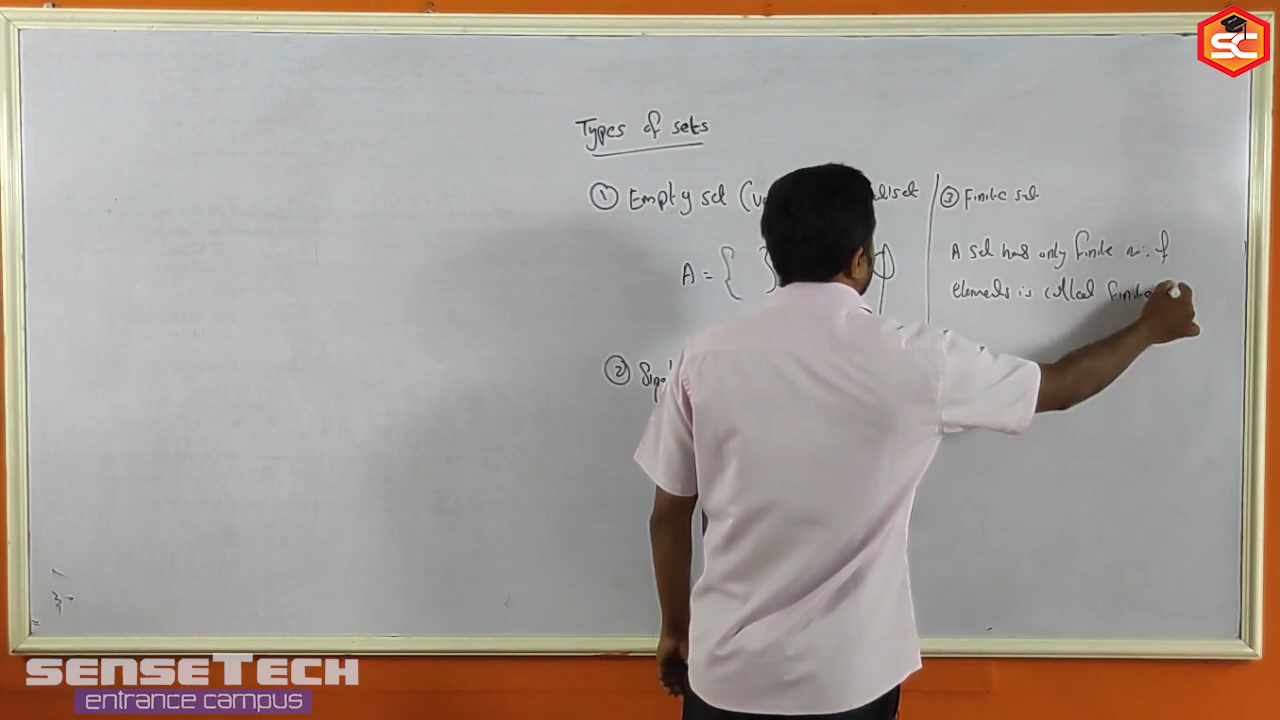 SC
Types of sets
① Empty set (
set
A = { }
②
③ Finite set
A set has only finite no: of
elements is called finite
SENSETECH
entrance campus